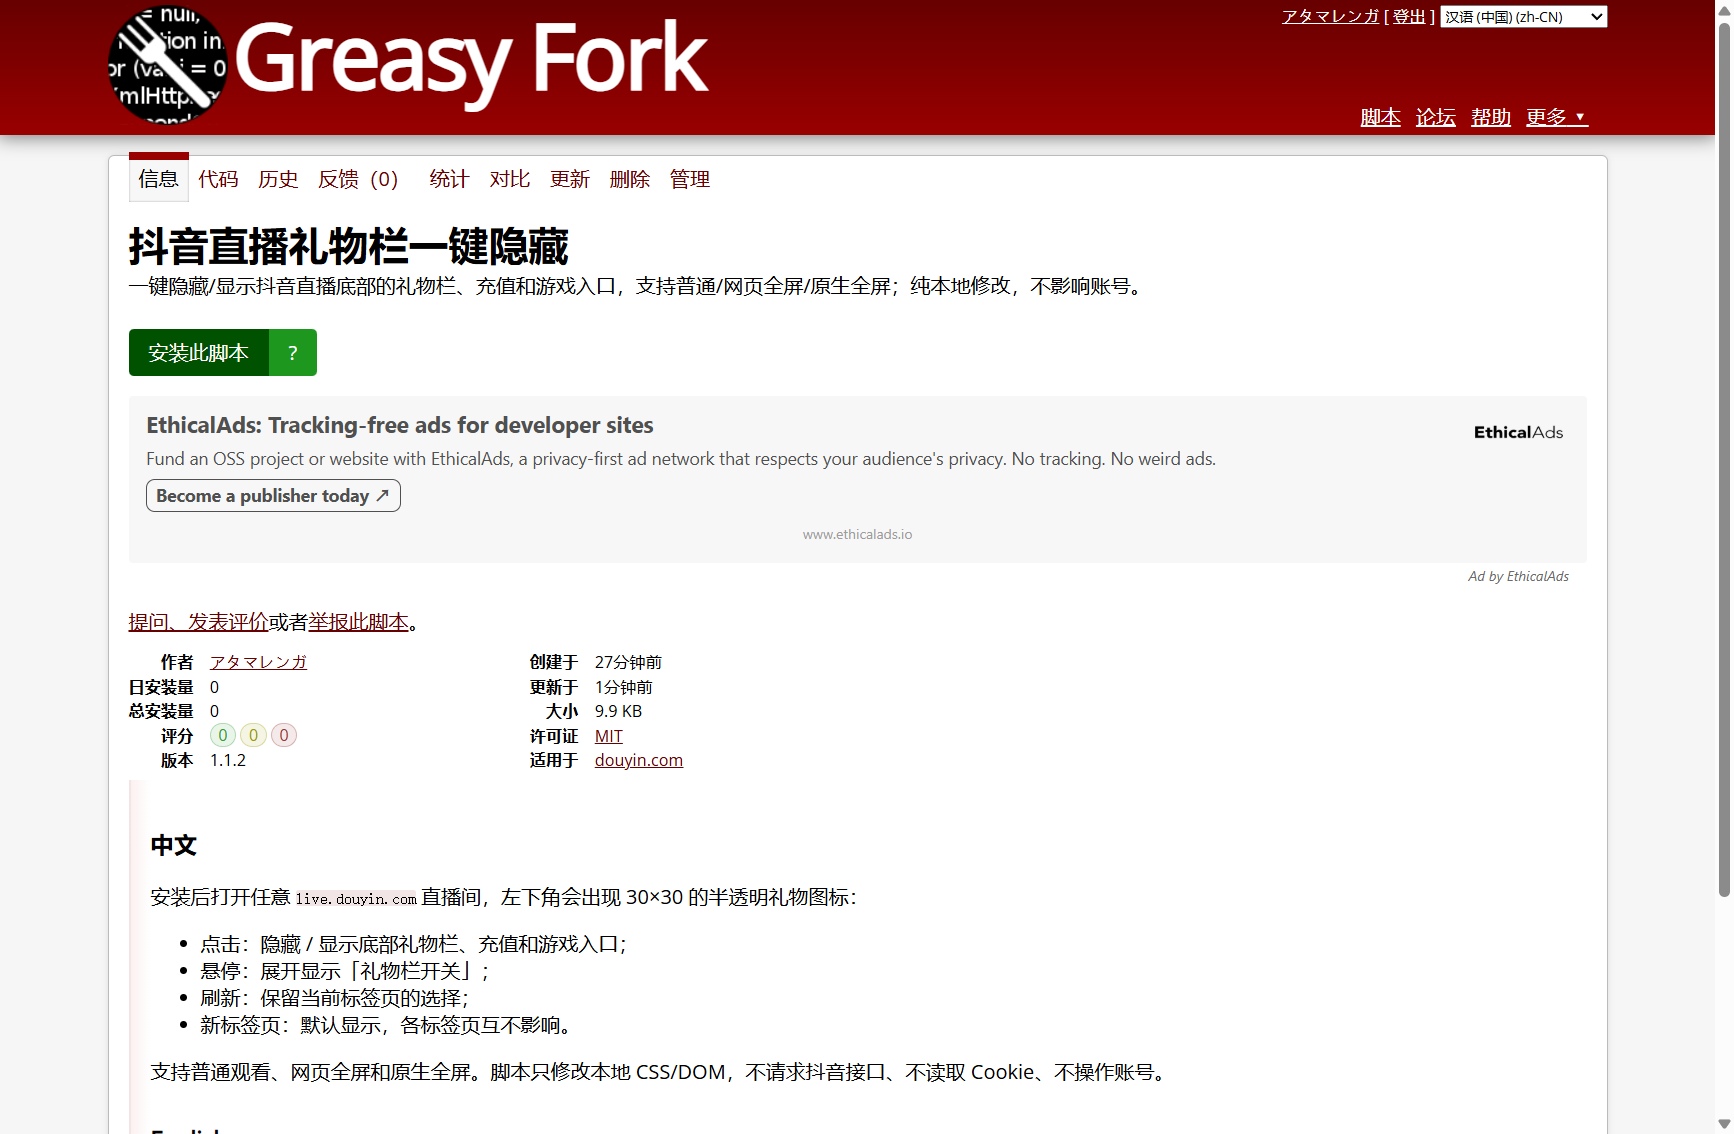 = null,
tion in
or (va i = 0
XmlHttp
Greasy Fork
アタマレンガ [ 登出 ] 汉语 (中国) (zh-CN)
脚本 论坛 帮助 更多 ▼
信息 代码 历史 反馈（0） 统计 对比 更新 删除 管理
抖音直播礼物栏一键隐藏
一键隐藏/显示抖音直播底部的礼物栏、充值和游戏入口，支持普通/网页全屏/原生全屏；纯本地修改，不影响账号。
安装此脚本 ?
EthicalAds: Tracking-free ads for developer sites
EthicalAds
Fund an OSS project or website with EthicalAds, a privacy-first ad network that respects your audience's privacy. No tracking. No weird ads.
Become a publisher today ↗
www.ethicalads.io
Ad by EthicalAds
提问、发表评价或者举报此脚本。
作者 アタマレンガ
日安装量 0
总安装量 0
评分 0 0 0
版本 1.1.2
创建于 27分钟前
更新于 1分钟前
大小 9.9 KB
许可证 MIT
适用于 douyin.com
中文
安装后打开任意 live.douyin.com 直播间，左下角会出现 30×30 的半透明礼物图标：
• 点击：隐藏 / 显示底部礼物栏、充值和游戏入口；
• 悬停：展开显示「礼物栏开关」；
• 刷新：保留当前标签页的选择；
• 新标签页：默认显示，各标签页互不影响。
支持普通观看、网页全屏和原生全屏。脚本只修改本地 CSS/DOM，不请求抖音接口、不读取 Cookie、不操作账号。